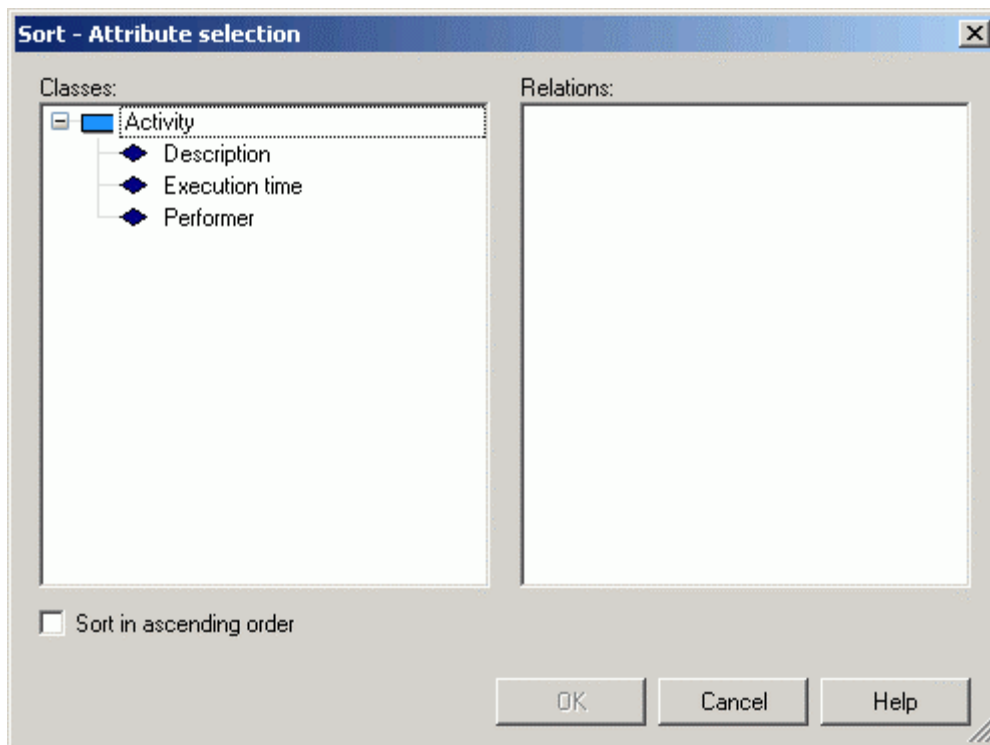 Sort - Attribute selection
Classes:
Relations:
Activity
Description
Execution time
Performer
Sort in ascending order
OK
Cancel
Help